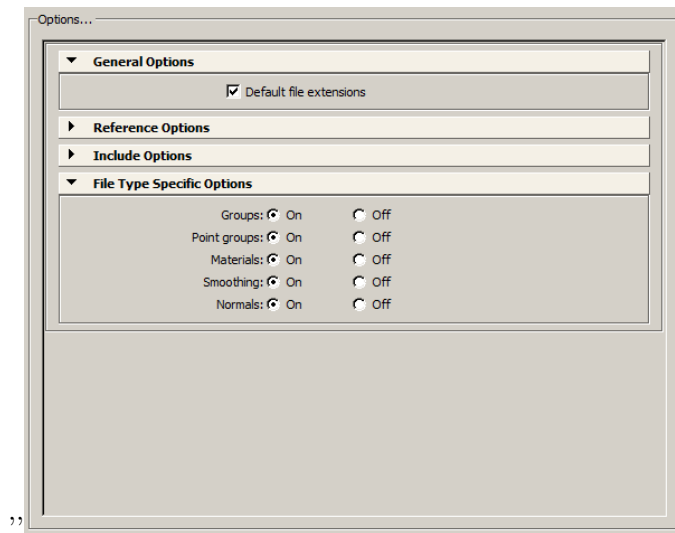 Options...
General Options
Default file extensions
Reference Options
Include Options
File Type Specific Options
Groups: On Off
Point groups: On Off
Materials: On Off
Smoothing: On Off
Normals: On Off
,,